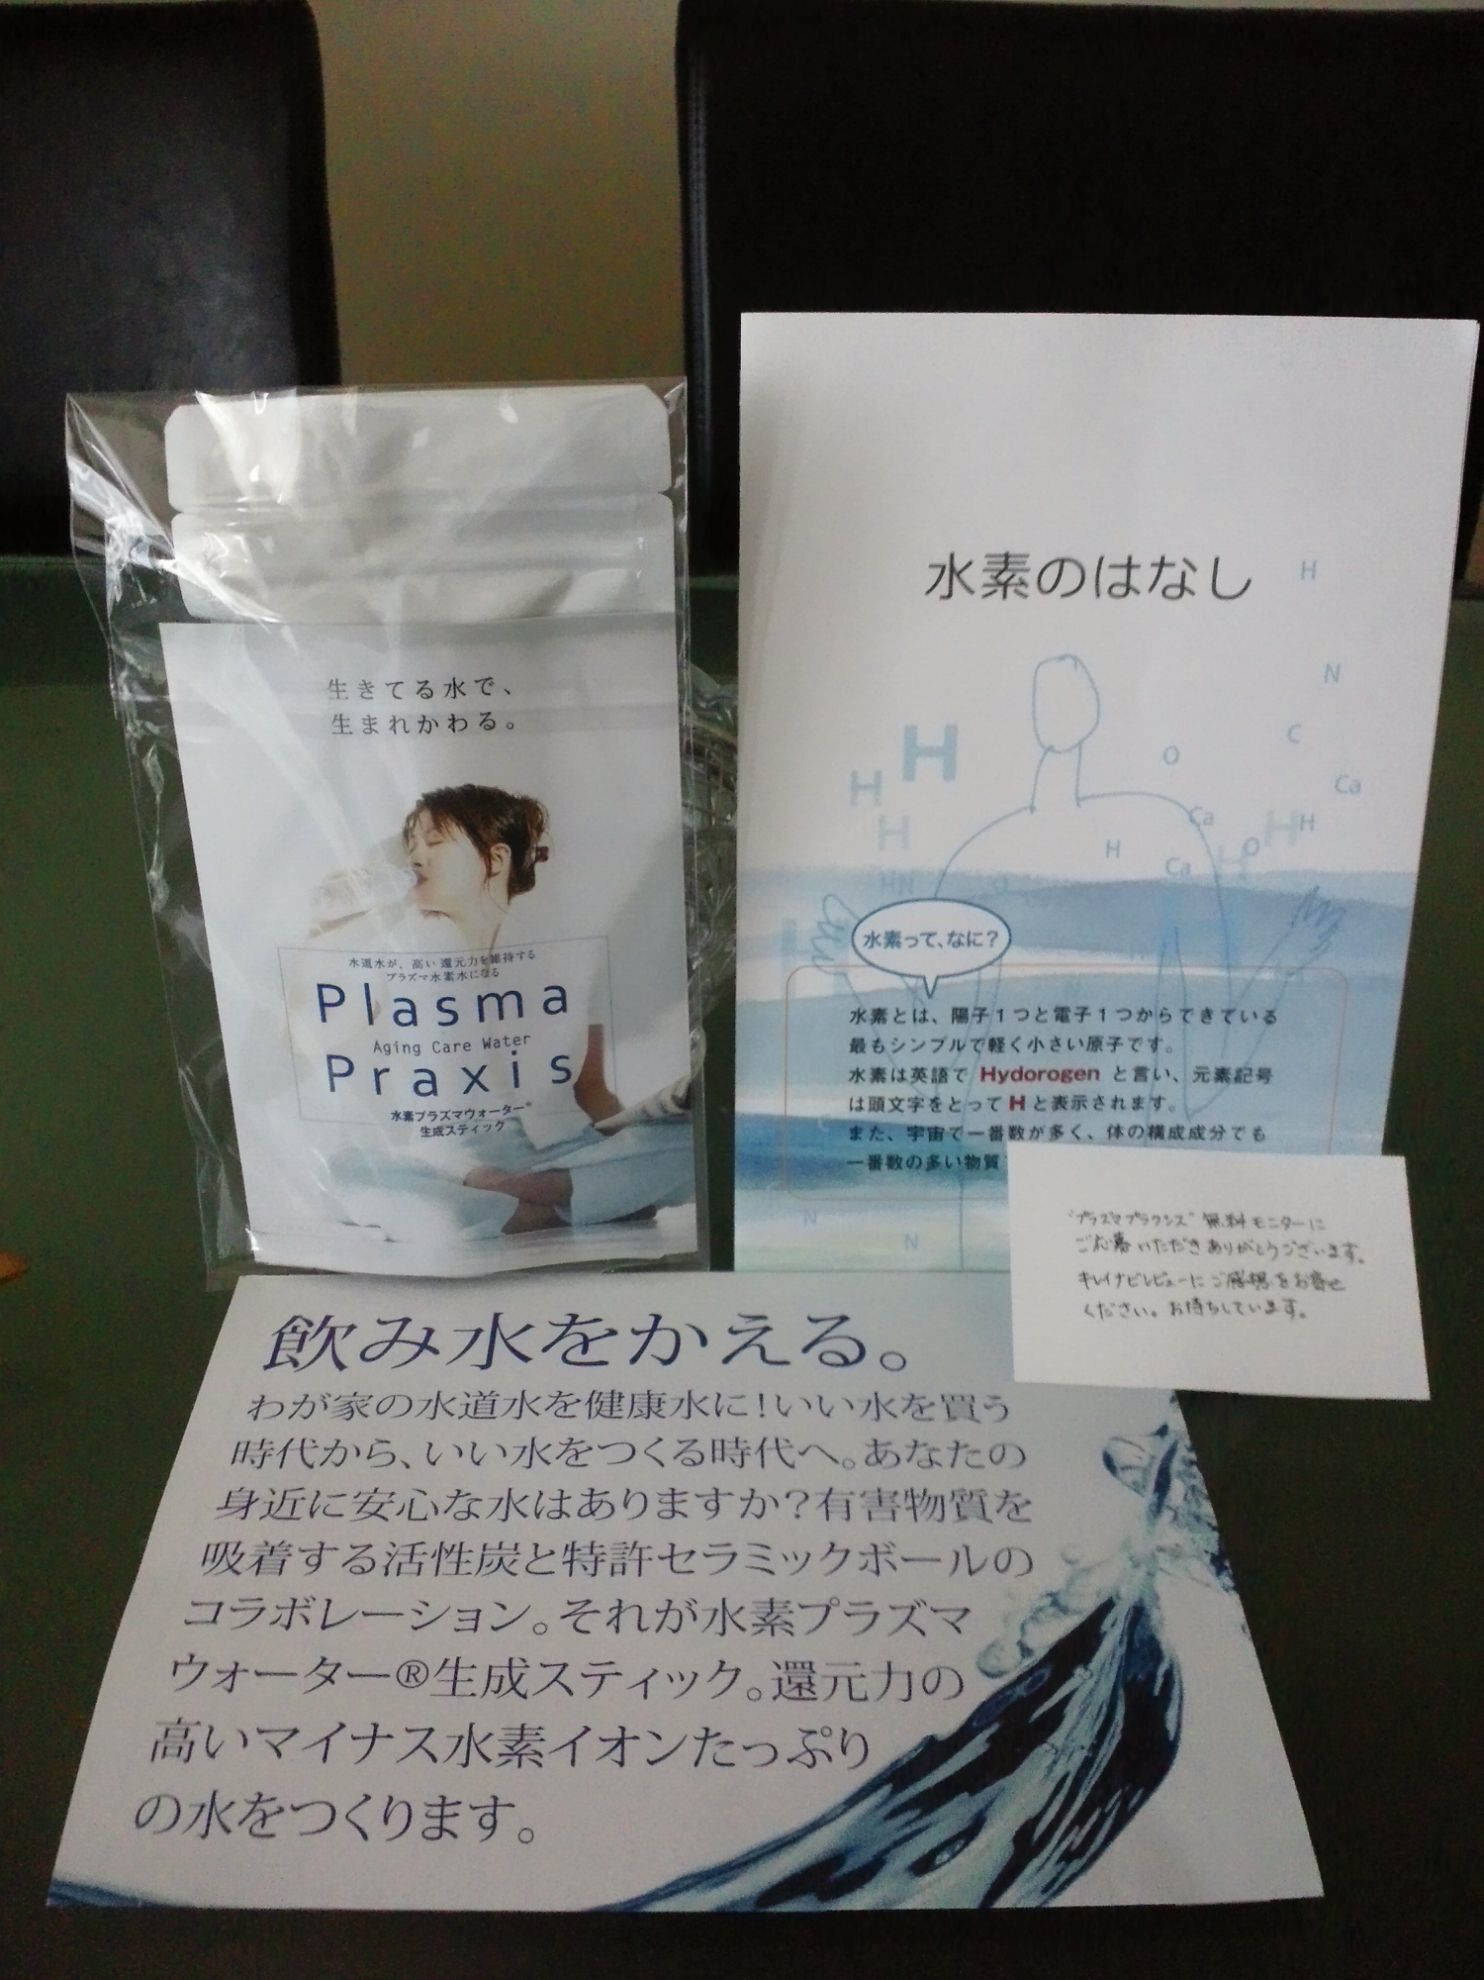 生きてる水で、
生まれかわる。
水道水が、高い還元力を維持する
プラズマ水素水になる
Plasma
Aging Care Water
Praxis
水素プラズマウォーター®
生成スティック
水素のはなし
H
N
H
C
O
H
Ca
Ca
H
H
H
H
O
Ca
H
HN
水素って、なに？
水素とは、陽子1つと電子1つからできている
最もシンプルで軽く小さい原子です。
水素は英語で Hydorogen と言い、元素記号
は頭文字をとって H と表示されます。
また、宇宙で一番数が多く、体の構成成分でも
一番数の多い物質
N
N
"プラズマプラクシス" 無料モニターに
ご応募いただきありがとうございます。
キレイナビレビューにご感想をお寄せ
ください。お待ちしています。
飲み水をかえる。
わが家の水道水を健康水に！いい水を買う
時代から、いい水をつくる時代へ。あなたの
身近に安心な水はありますか？有害物質を
吸着する活性炭と特許セラミックボールの
コラボレーション。それが水素プラズマ
ウォーター®生成スティック。還元力の
高いマイナス水素イオンたっぷり
の水をつくります。